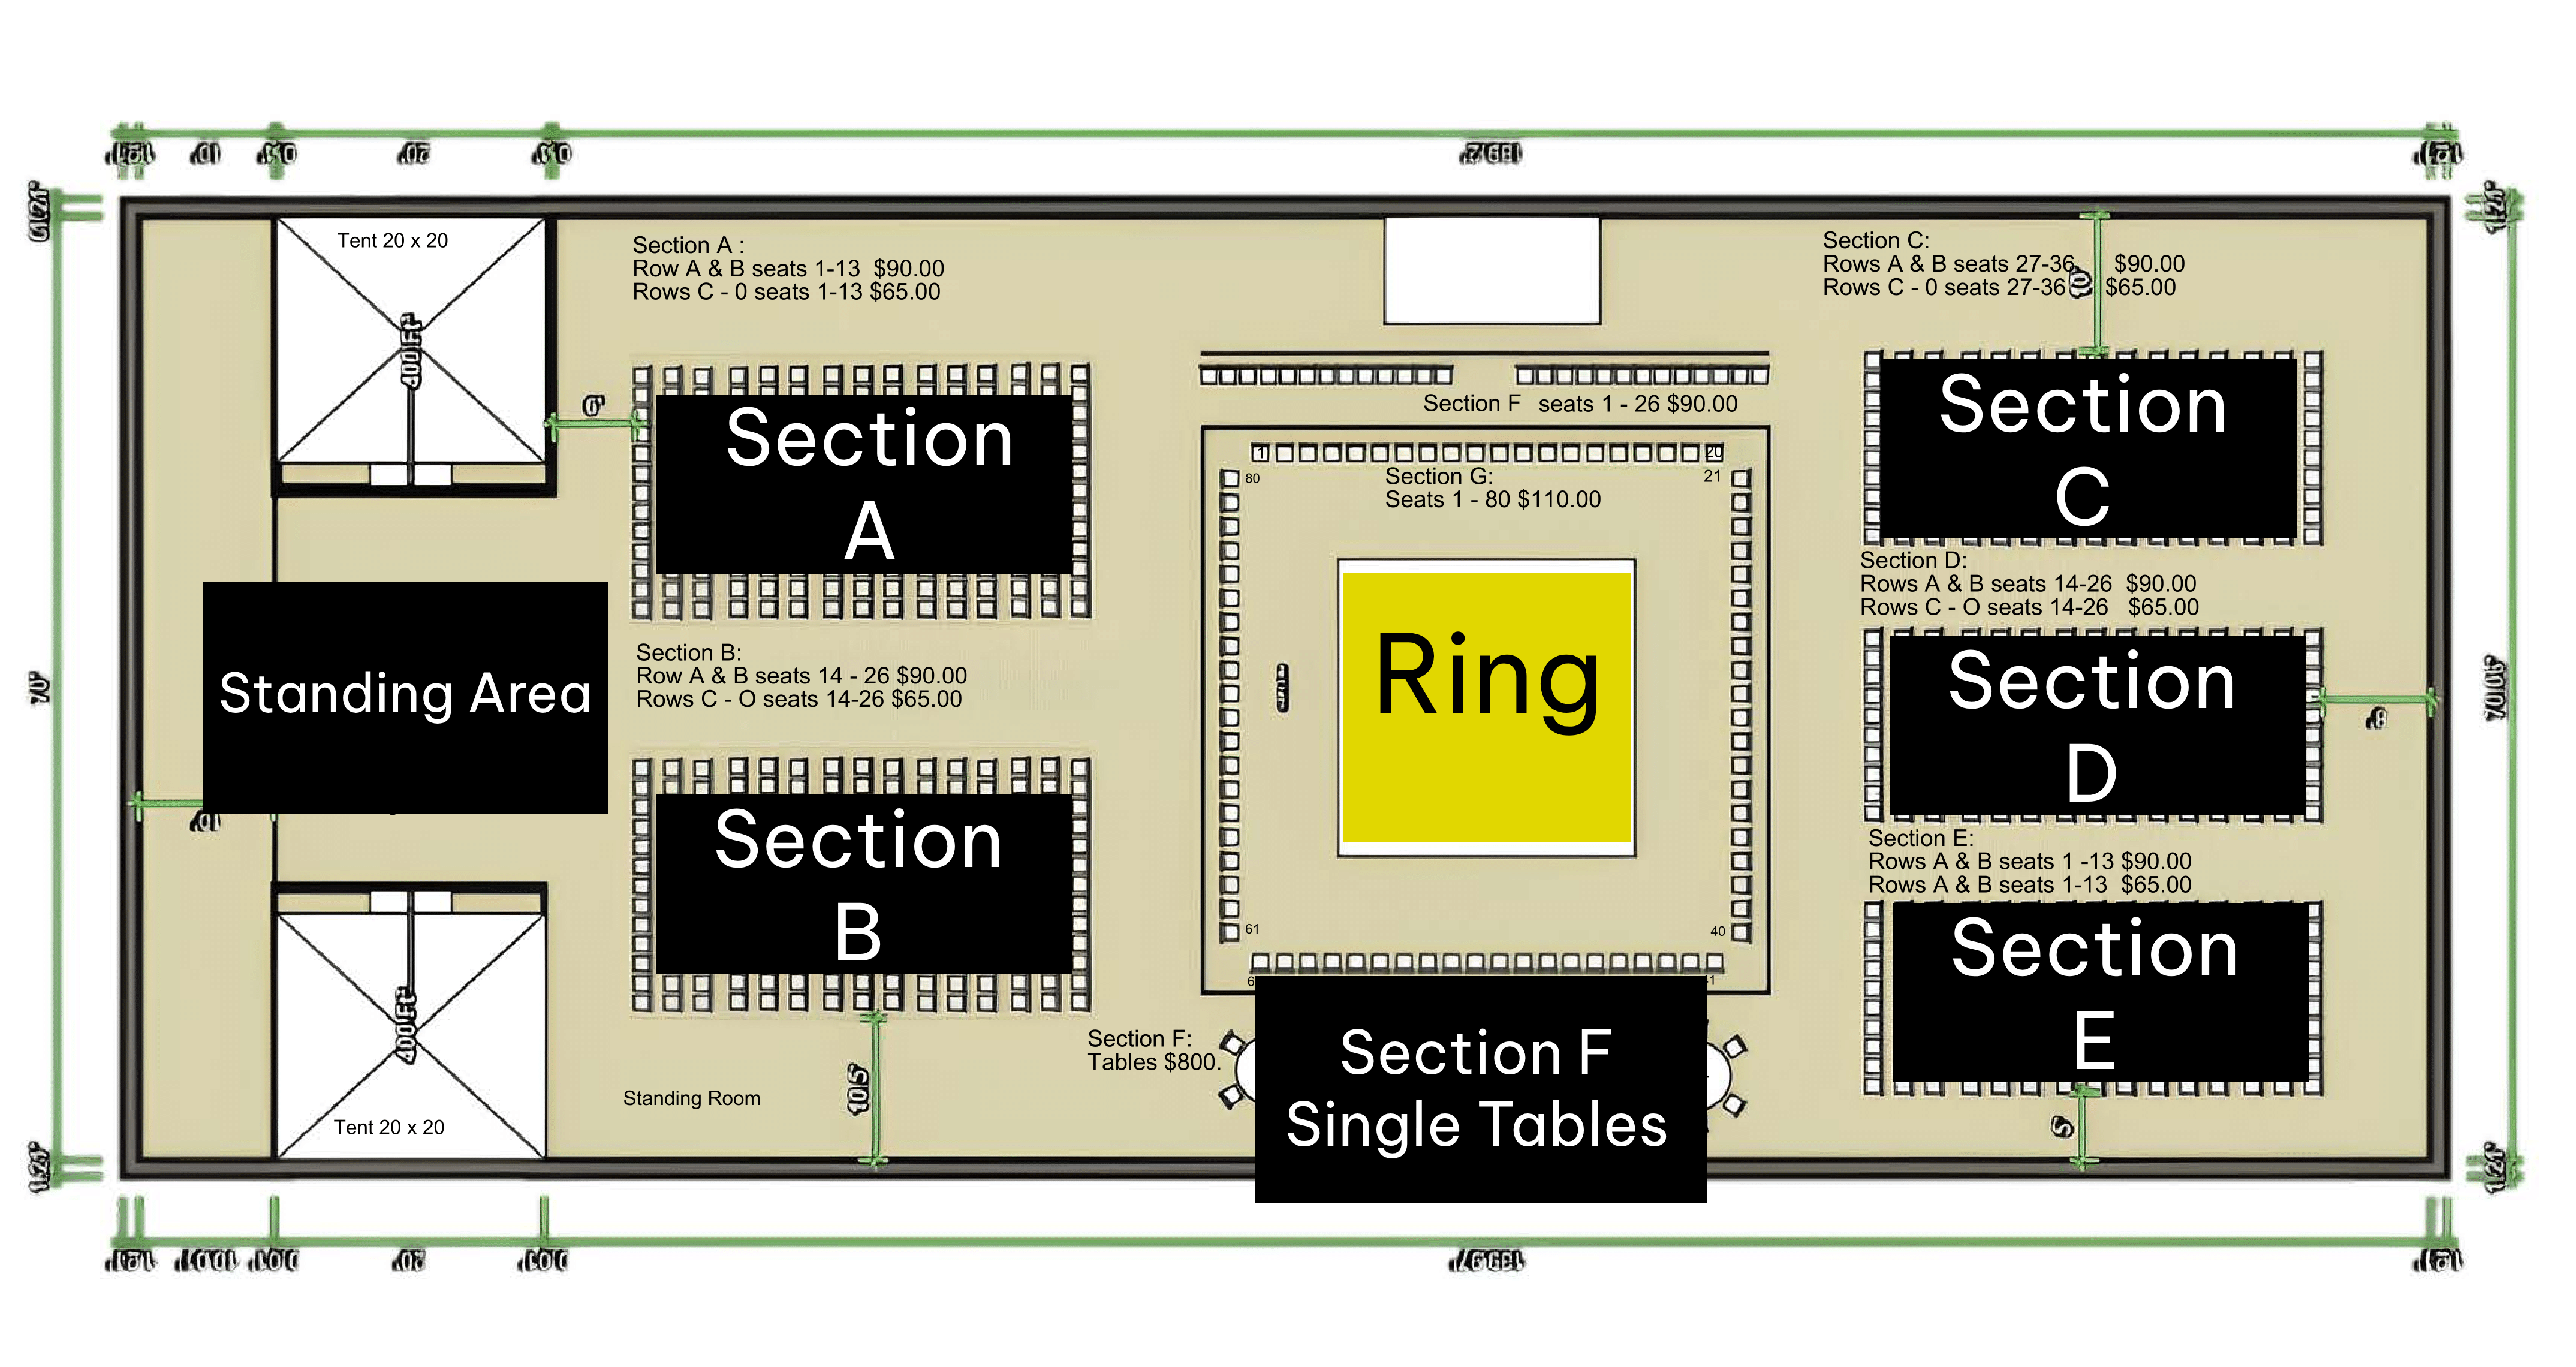 Tent 20 x 20
Section A :
Row A & B seats 1-13 $90.00
Rows C - 0 seats 1-13 $65.00
Section C:
Rows A & B seats 27-36 $90.00
Rows C - 0 seats 27-36 $65.00
Section F seats 1 - 26 $90.00
Section
A
Section
C
1
20
80
21
Section G:
Seats 1 - 80 $110.00
Section D:
Rows A & B seats 14-26 $90.00
Rows C - O seats 14-26 $65.00
Standing Area
Section B:
Row A & B seats 14 - 26 $90.00
Rows C - O seats 14-26 $65.00
Ring
Section
D
Section
B
Section E:
Rows A & B seats 1 -13 $90.00
Rows A & B seats 1-13 $65.00
61
40
Section
E
Section F:
Tables $800.
Section F
Single Tables
Standing Room
Tent 20 x 20